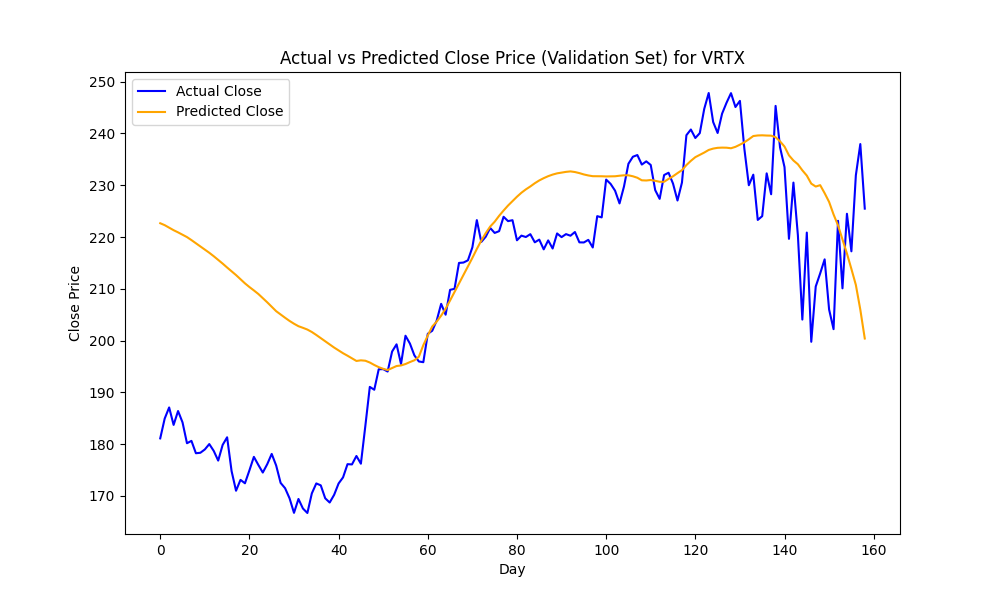 Actual vs Predicted Close Price (Validation Set) for VRTX
Actual Close
Predicted Close
Close Price
250
240
230
220
210
200
190
180
170
0 20 40 60 80 100 120 140 160
Day